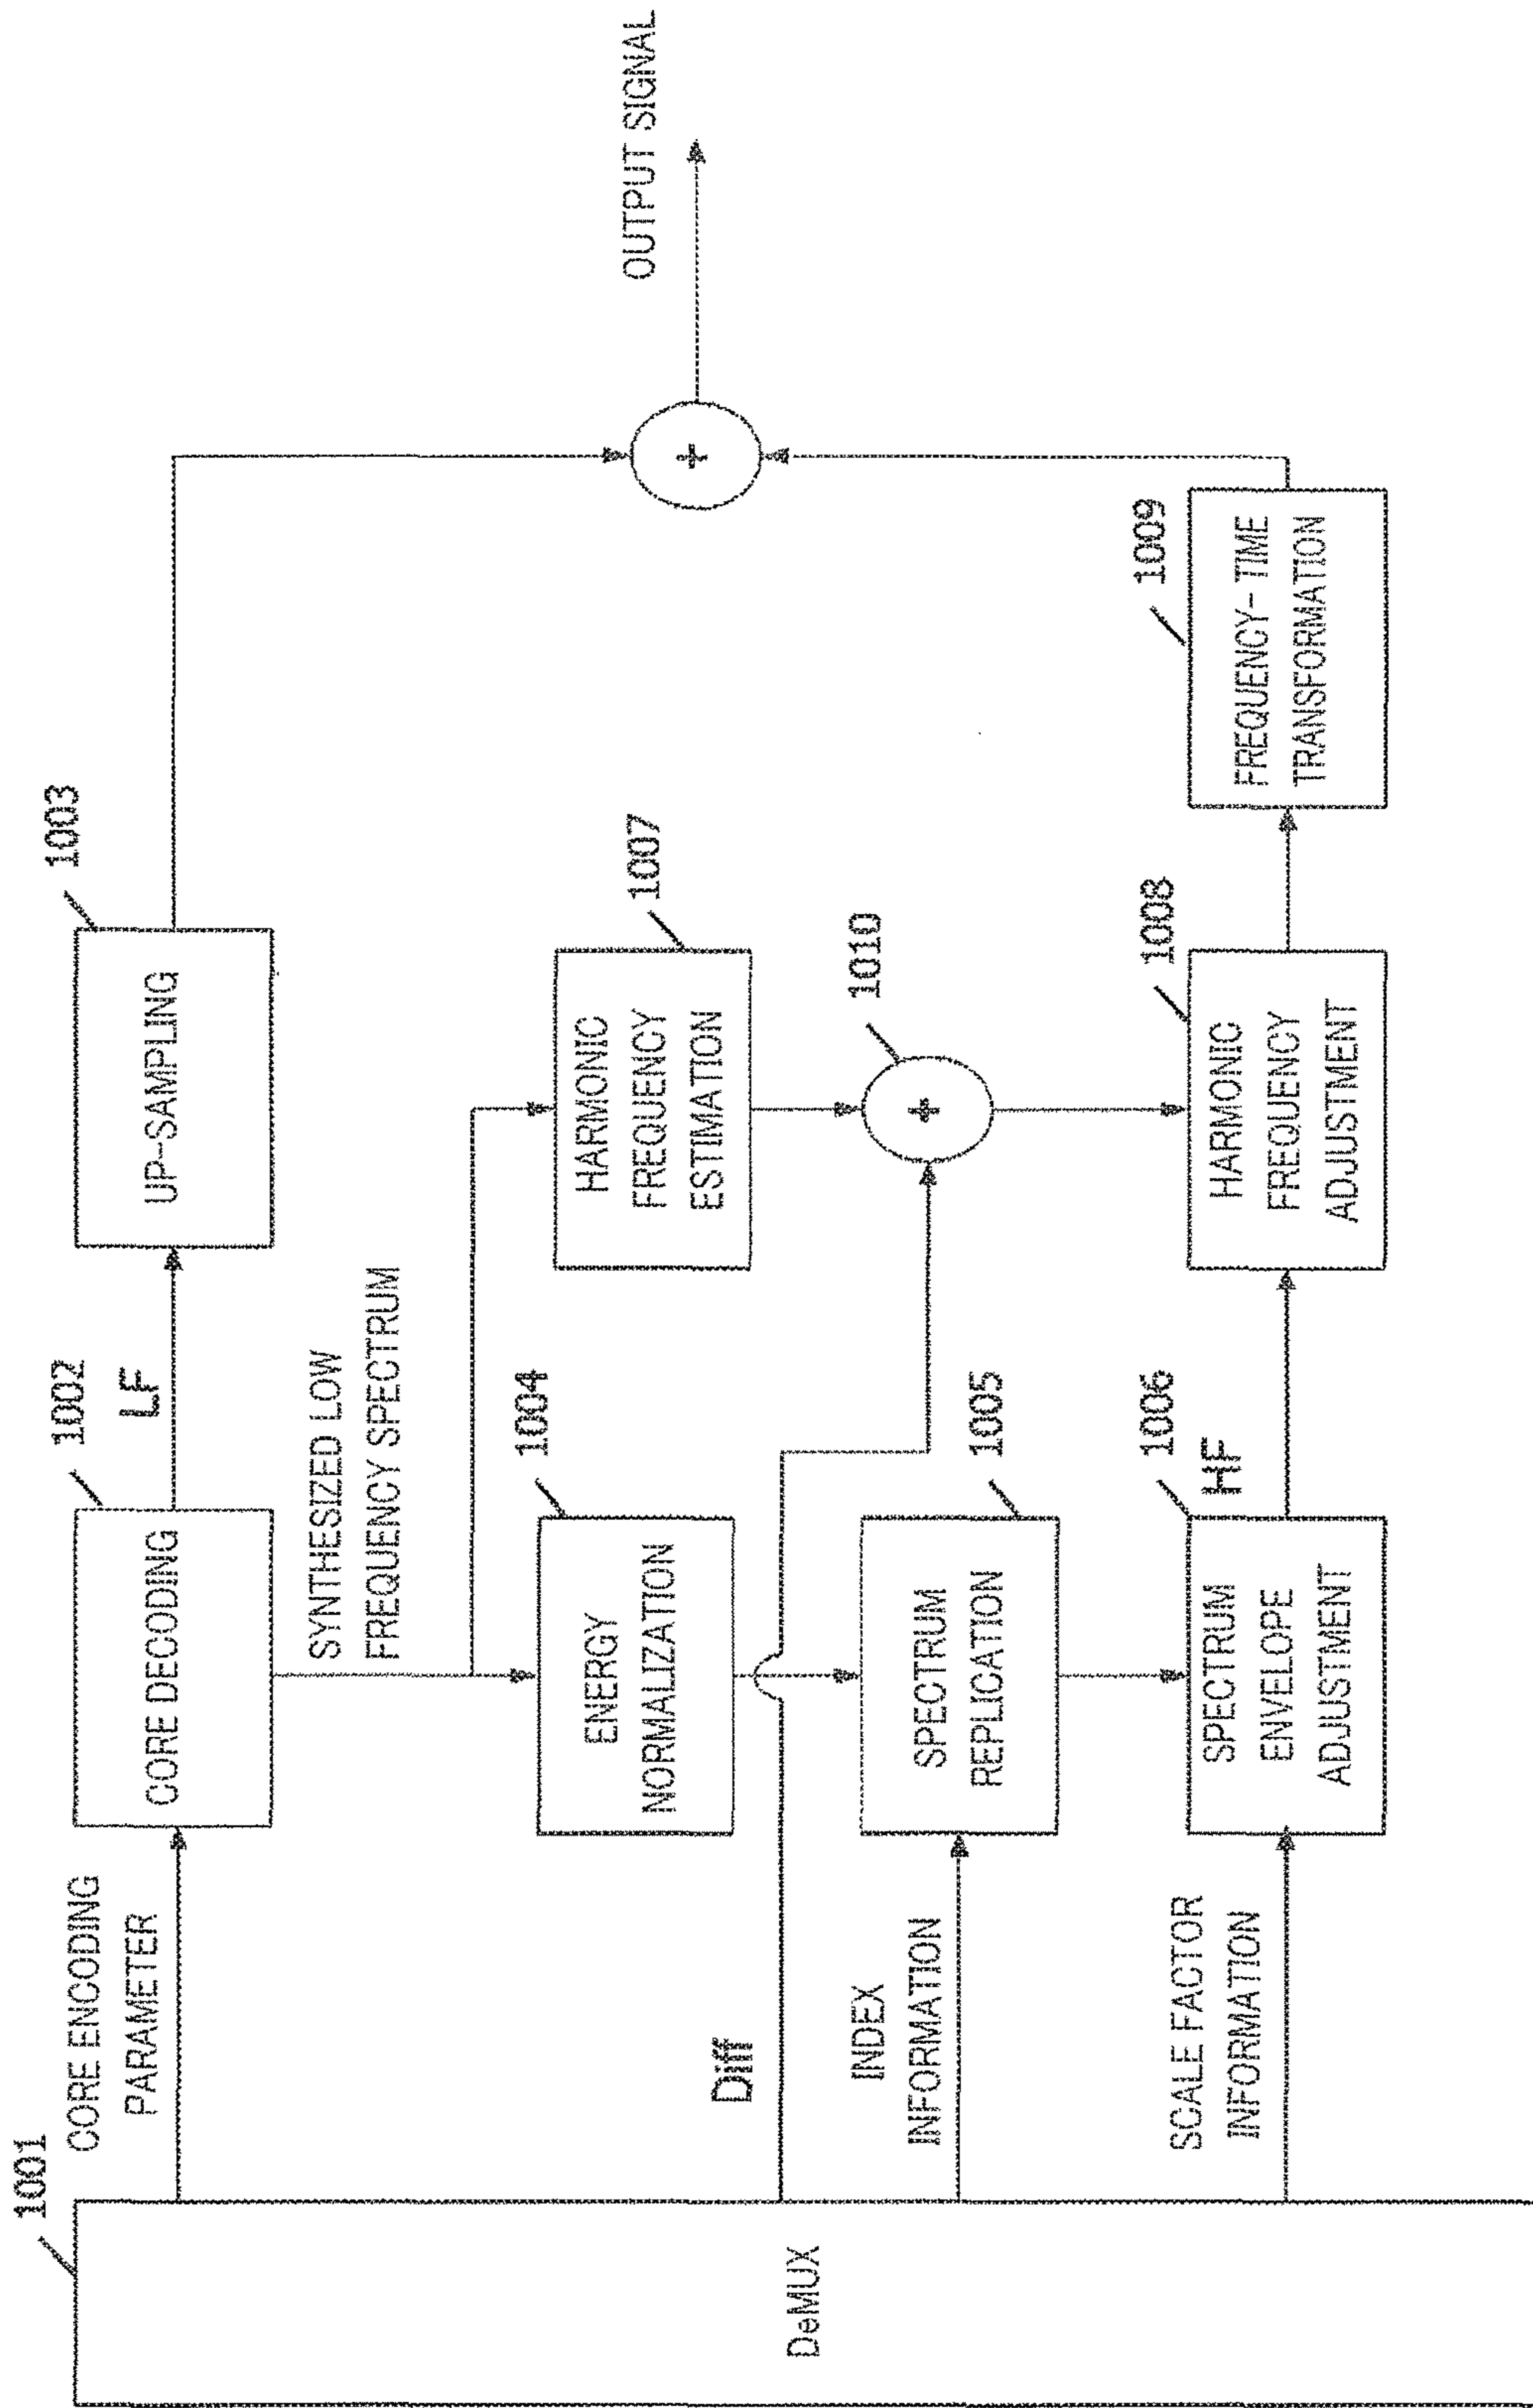 1001
DeMUX
CORE ENCODING
PARAMETER
1002
CORE DECODING
LF
1003
UP-SAMPLING
SYNTHESIZED LOW
FREQUENCY SPECTRUM
1004
ENERGY
NORMALIZATION
1007
HARMONIC
FREQUENCY
ESTIMATION
Diff
1010
+
INDEX
INFORMATION
1005
SPECTRUM
REPLICATION
SCALE FACTOR
INFORMATION
1006
SPECTRUM
ENVELOPE
ADJUSTMENT
HF
1008
HARMONIC
FREQUENCY
ADJUSTMENT
1009
FREQUENCY-TIME
TRANSFORMATION
+
OUTPUT SIGNAL